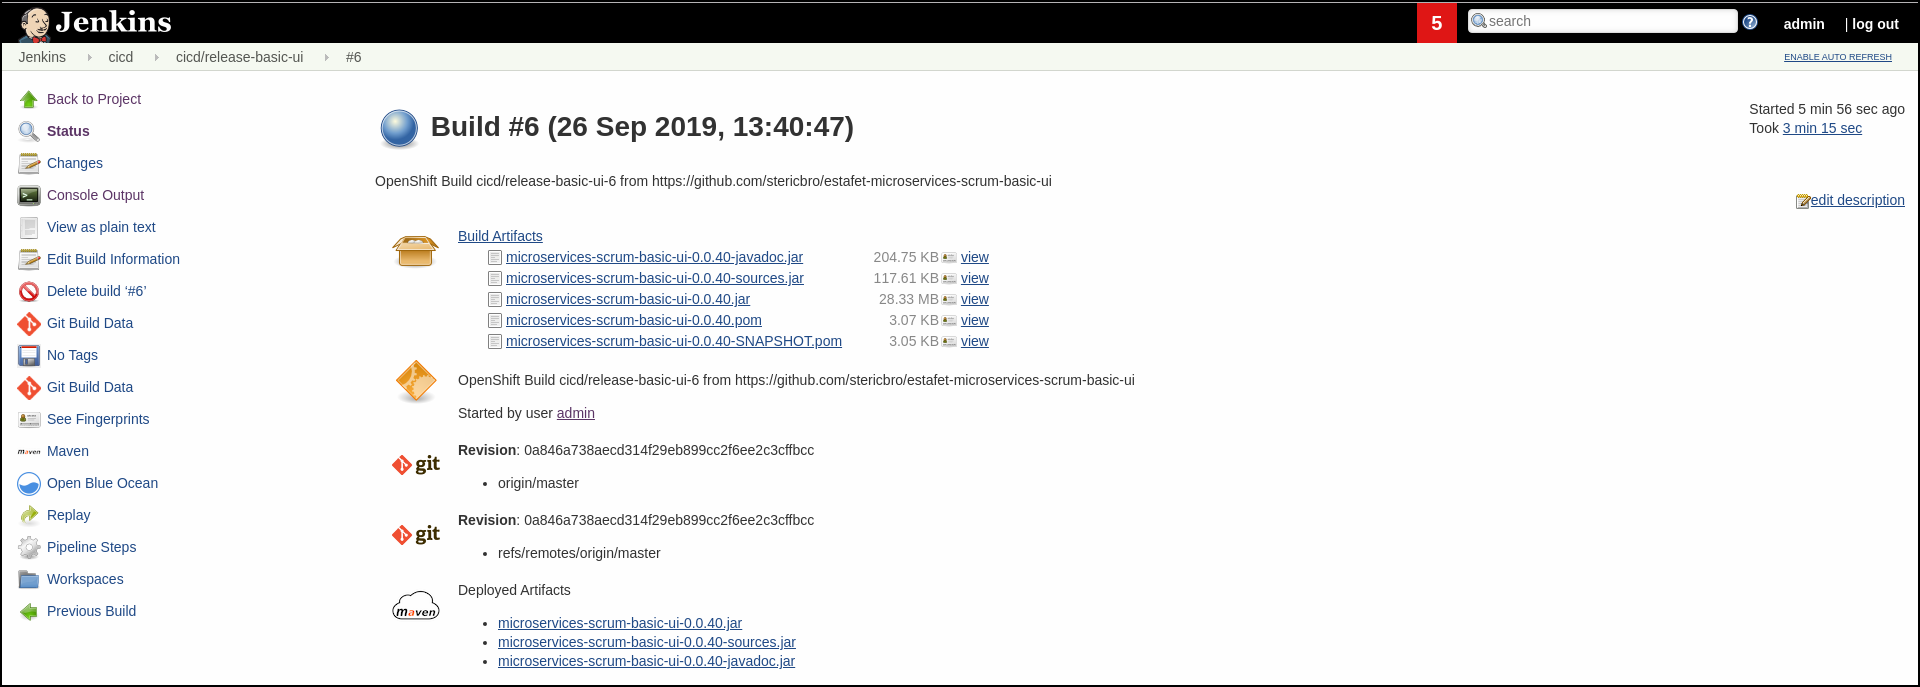 Jenkins
5
search
admin
| log out
Jenkins
cicd
cicd/release-basic-ui
#6
ENABLE AUTO REFRESH
Back to Project
Status
Changes
Console Output
View as plain text
Edit Build Information
Delete build ‘#6’
Git Build Data
No Tags
Git Build Data
See Fingerprints
maven Maven
Open Blue Ocean
Replay
Pipeline Steps
Workspaces
Previous Build
Build #6 (26 Sep 2019, 13:40:47)
Started 5 min 56 sec ago
Took 3 min 15 sec
OpenShift Build cicd/release-basic-ui-6 from https://github.com/stericbro/estafet-microservices-scrum-basic-ui
edit description
Build Artifacts
microservices-scrum-basic-ui-0.0.40-javadoc.jar 204.75 KB view
microservices-scrum-basic-ui-0.0.40-sources.jar 117.61 KB view
microservices-scrum-basic-ui-0.0.40.jar 28.33 MB view
microservices-scrum-basic-ui-0.0.40.pom 3.07 KB view
microservices-scrum-basic-ui-0.0.40-SNAPSHOT.pom 3.05 KB view
OpenShift Build cicd/release-basic-ui-6 from https://github.com/stericbro/estafet-microservices-scrum-basic-ui
Started by user admin
git
Revision: 0a846a738aecd314f29eb899cc2f6ee2c3cffbcc
• origin/master
git
Revision: 0a846a738aecd314f29eb899cc2f6ee2c3cffbcc
• refs/remotes/origin/master
maven
Deployed Artifacts
• microservices-scrum-basic-ui-0.0.40.jar
• microservices-scrum-basic-ui-0.0.40-sources.jar
• microservices-scrum-basic-ui-0.0.40-javadoc.jar